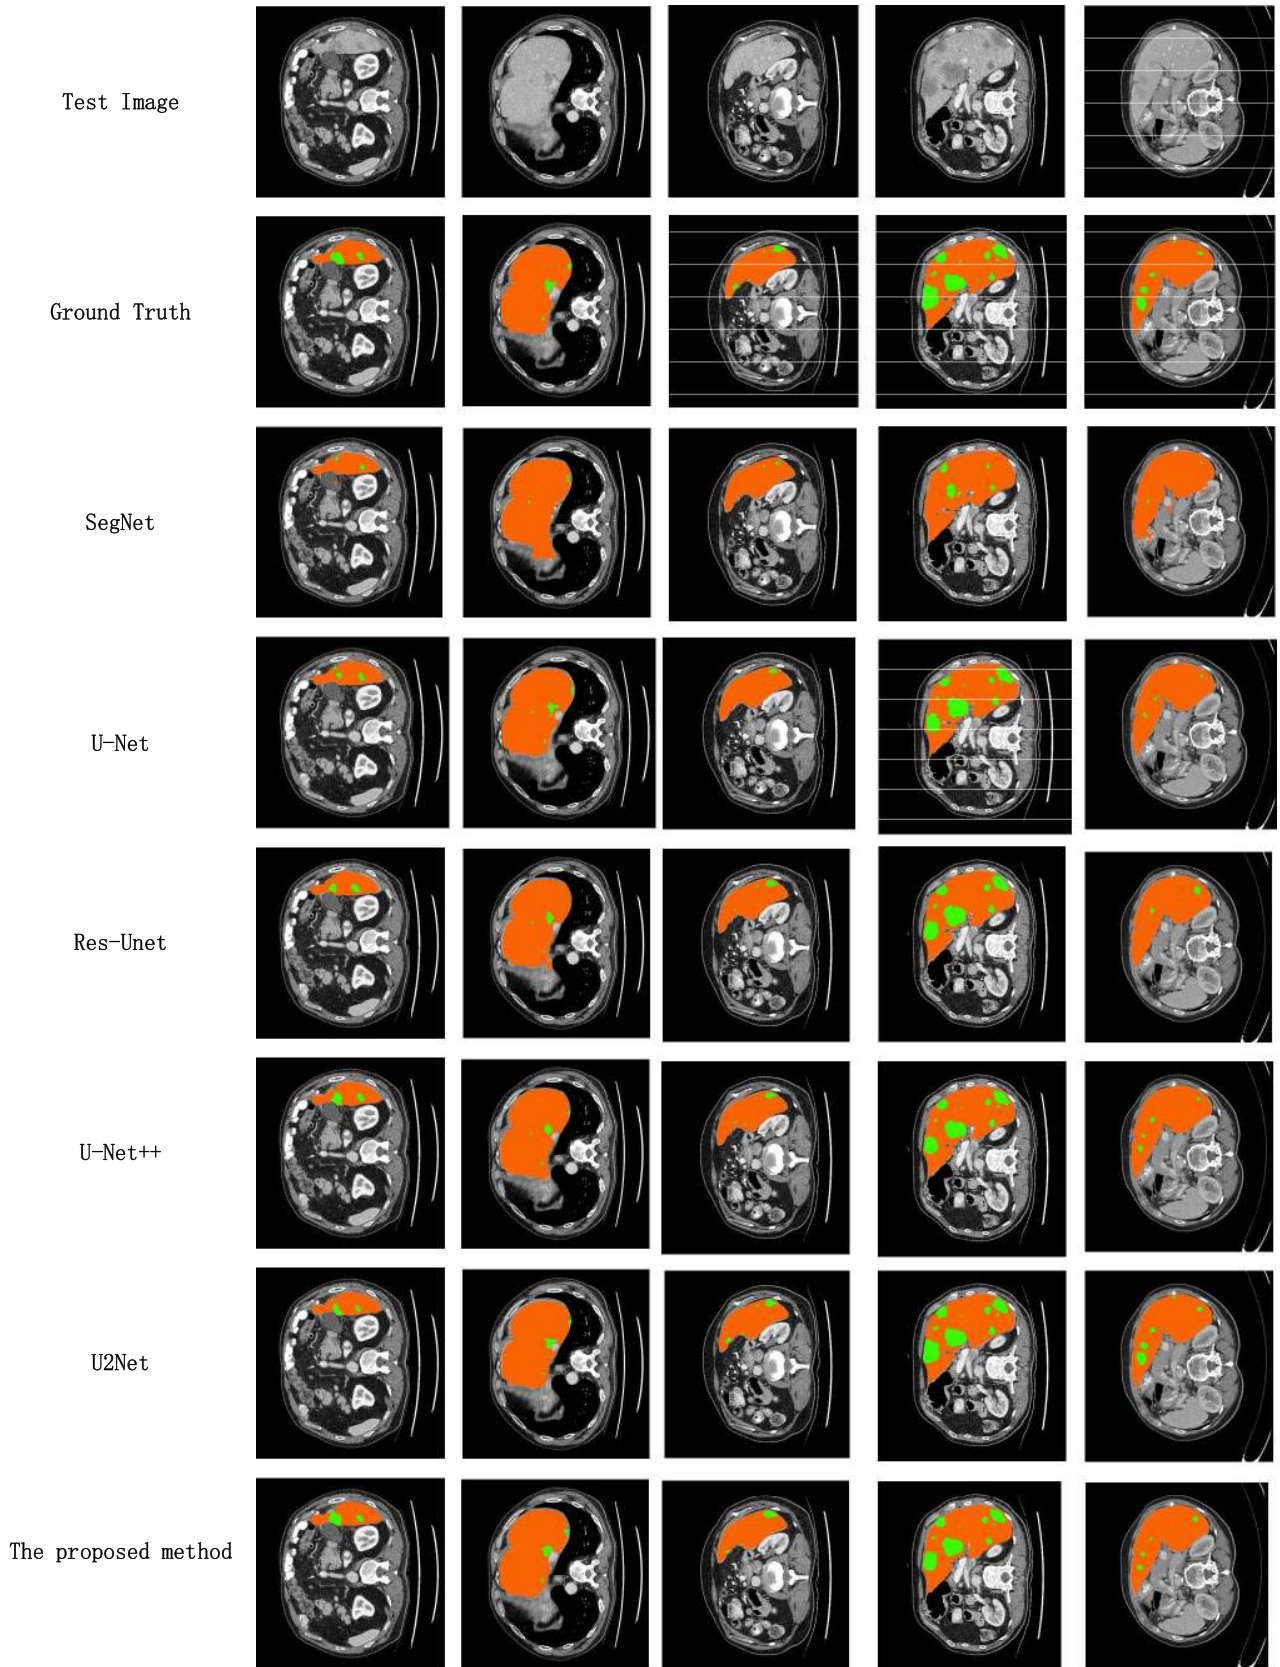 Test Image
Ground Truth
SegNet
U-Net
Res-Unet
U-Net++
U2Net
The proposed method